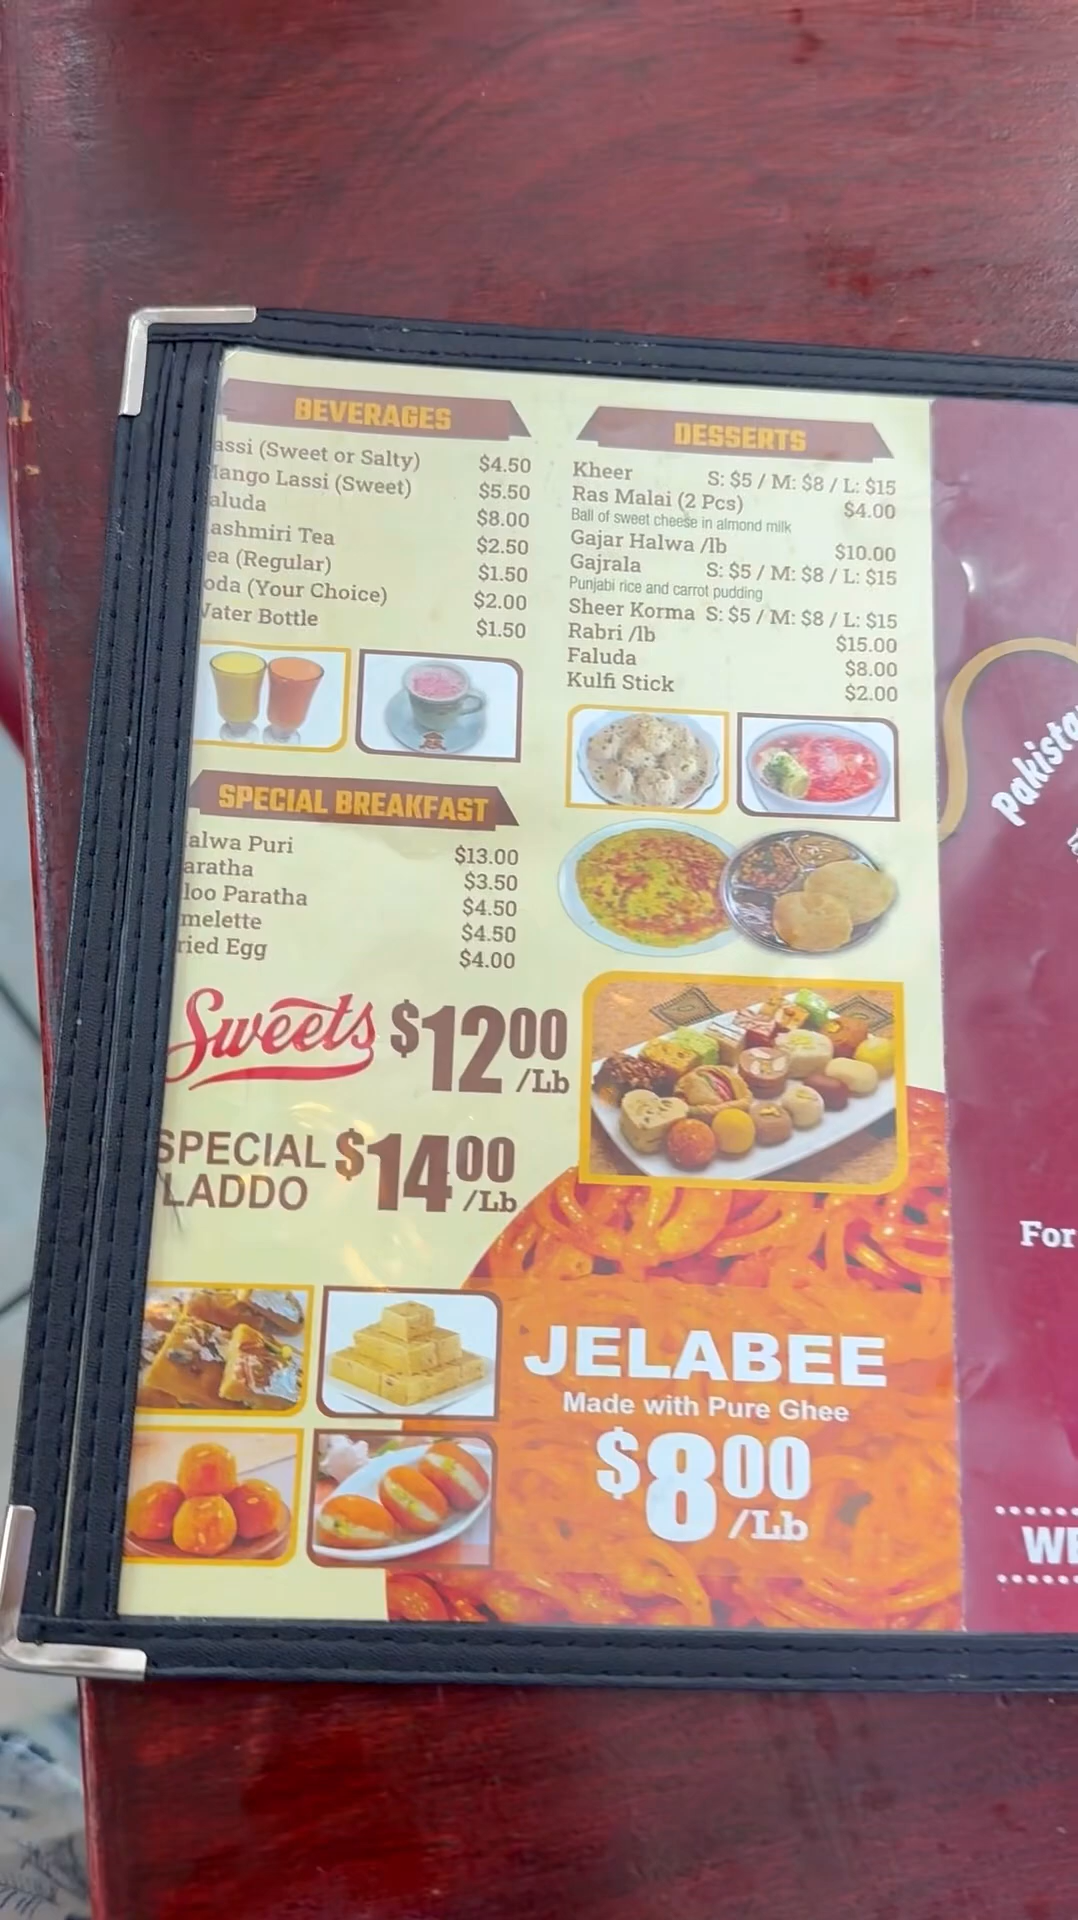 BEVERAGES
assi (Sweet or Salty) $4.50
Mango Lassi (Sweet) $5.50
aluda $8.00
ashmiri Tea $2.50
ea (Regular) $1.50
oda (Your Choice) $2.00
Water Bottle $1.50
SPECIAL BREAKFAST
alwa Puri $13.00
aratha $3.50
loo Paratha $4.50
melette $4.50
ried Egg $4.00
Sweets $12.00 /Lb
SPECIAL LADDO $14.00 /Lb
DESSERTS
Kheer S: $5 / M: $8 / L: $15
Ras Malai (2 Pcs) $4.00
Ball of sweet cheese in almond milk
Gajar Halwa /lb $10.00
Gajrala S: $5 / M: $8 / L: $15
Punjabi rice and carrot pudding
Sheer Korma S: $5 / M: $8 / L: $15
Rabri /lb $15.00
Faluda $8.00
Kulfi Stick $2.00
JELABEE
Made with Pure Ghee
$8.00 /Lb
Pakista
For
WE